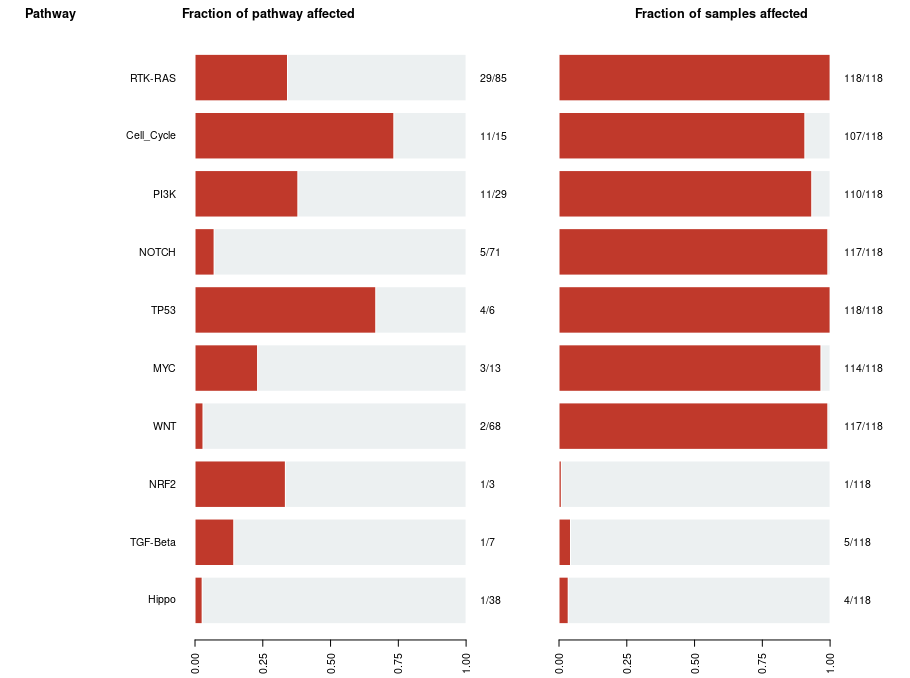 Pathway Fraction of pathway affected Fraction of samples affected
RTK-RAS 29/85 118/118
Cell_Cycle 11/15 107/118
PI3K 11/29 110/118
NOTCH 5/71 117/118
TP53 4/6 118/118
MYC 3/13 114/118
WNT 2/68 117/118
NRF2 1/3 1/118
TGF-Beta 1/7 5/118
Hippo 1/38 4/118
0.00 0.25 0.50 0.75 1.00 0.00 0.25 0.50 0.75 1.00